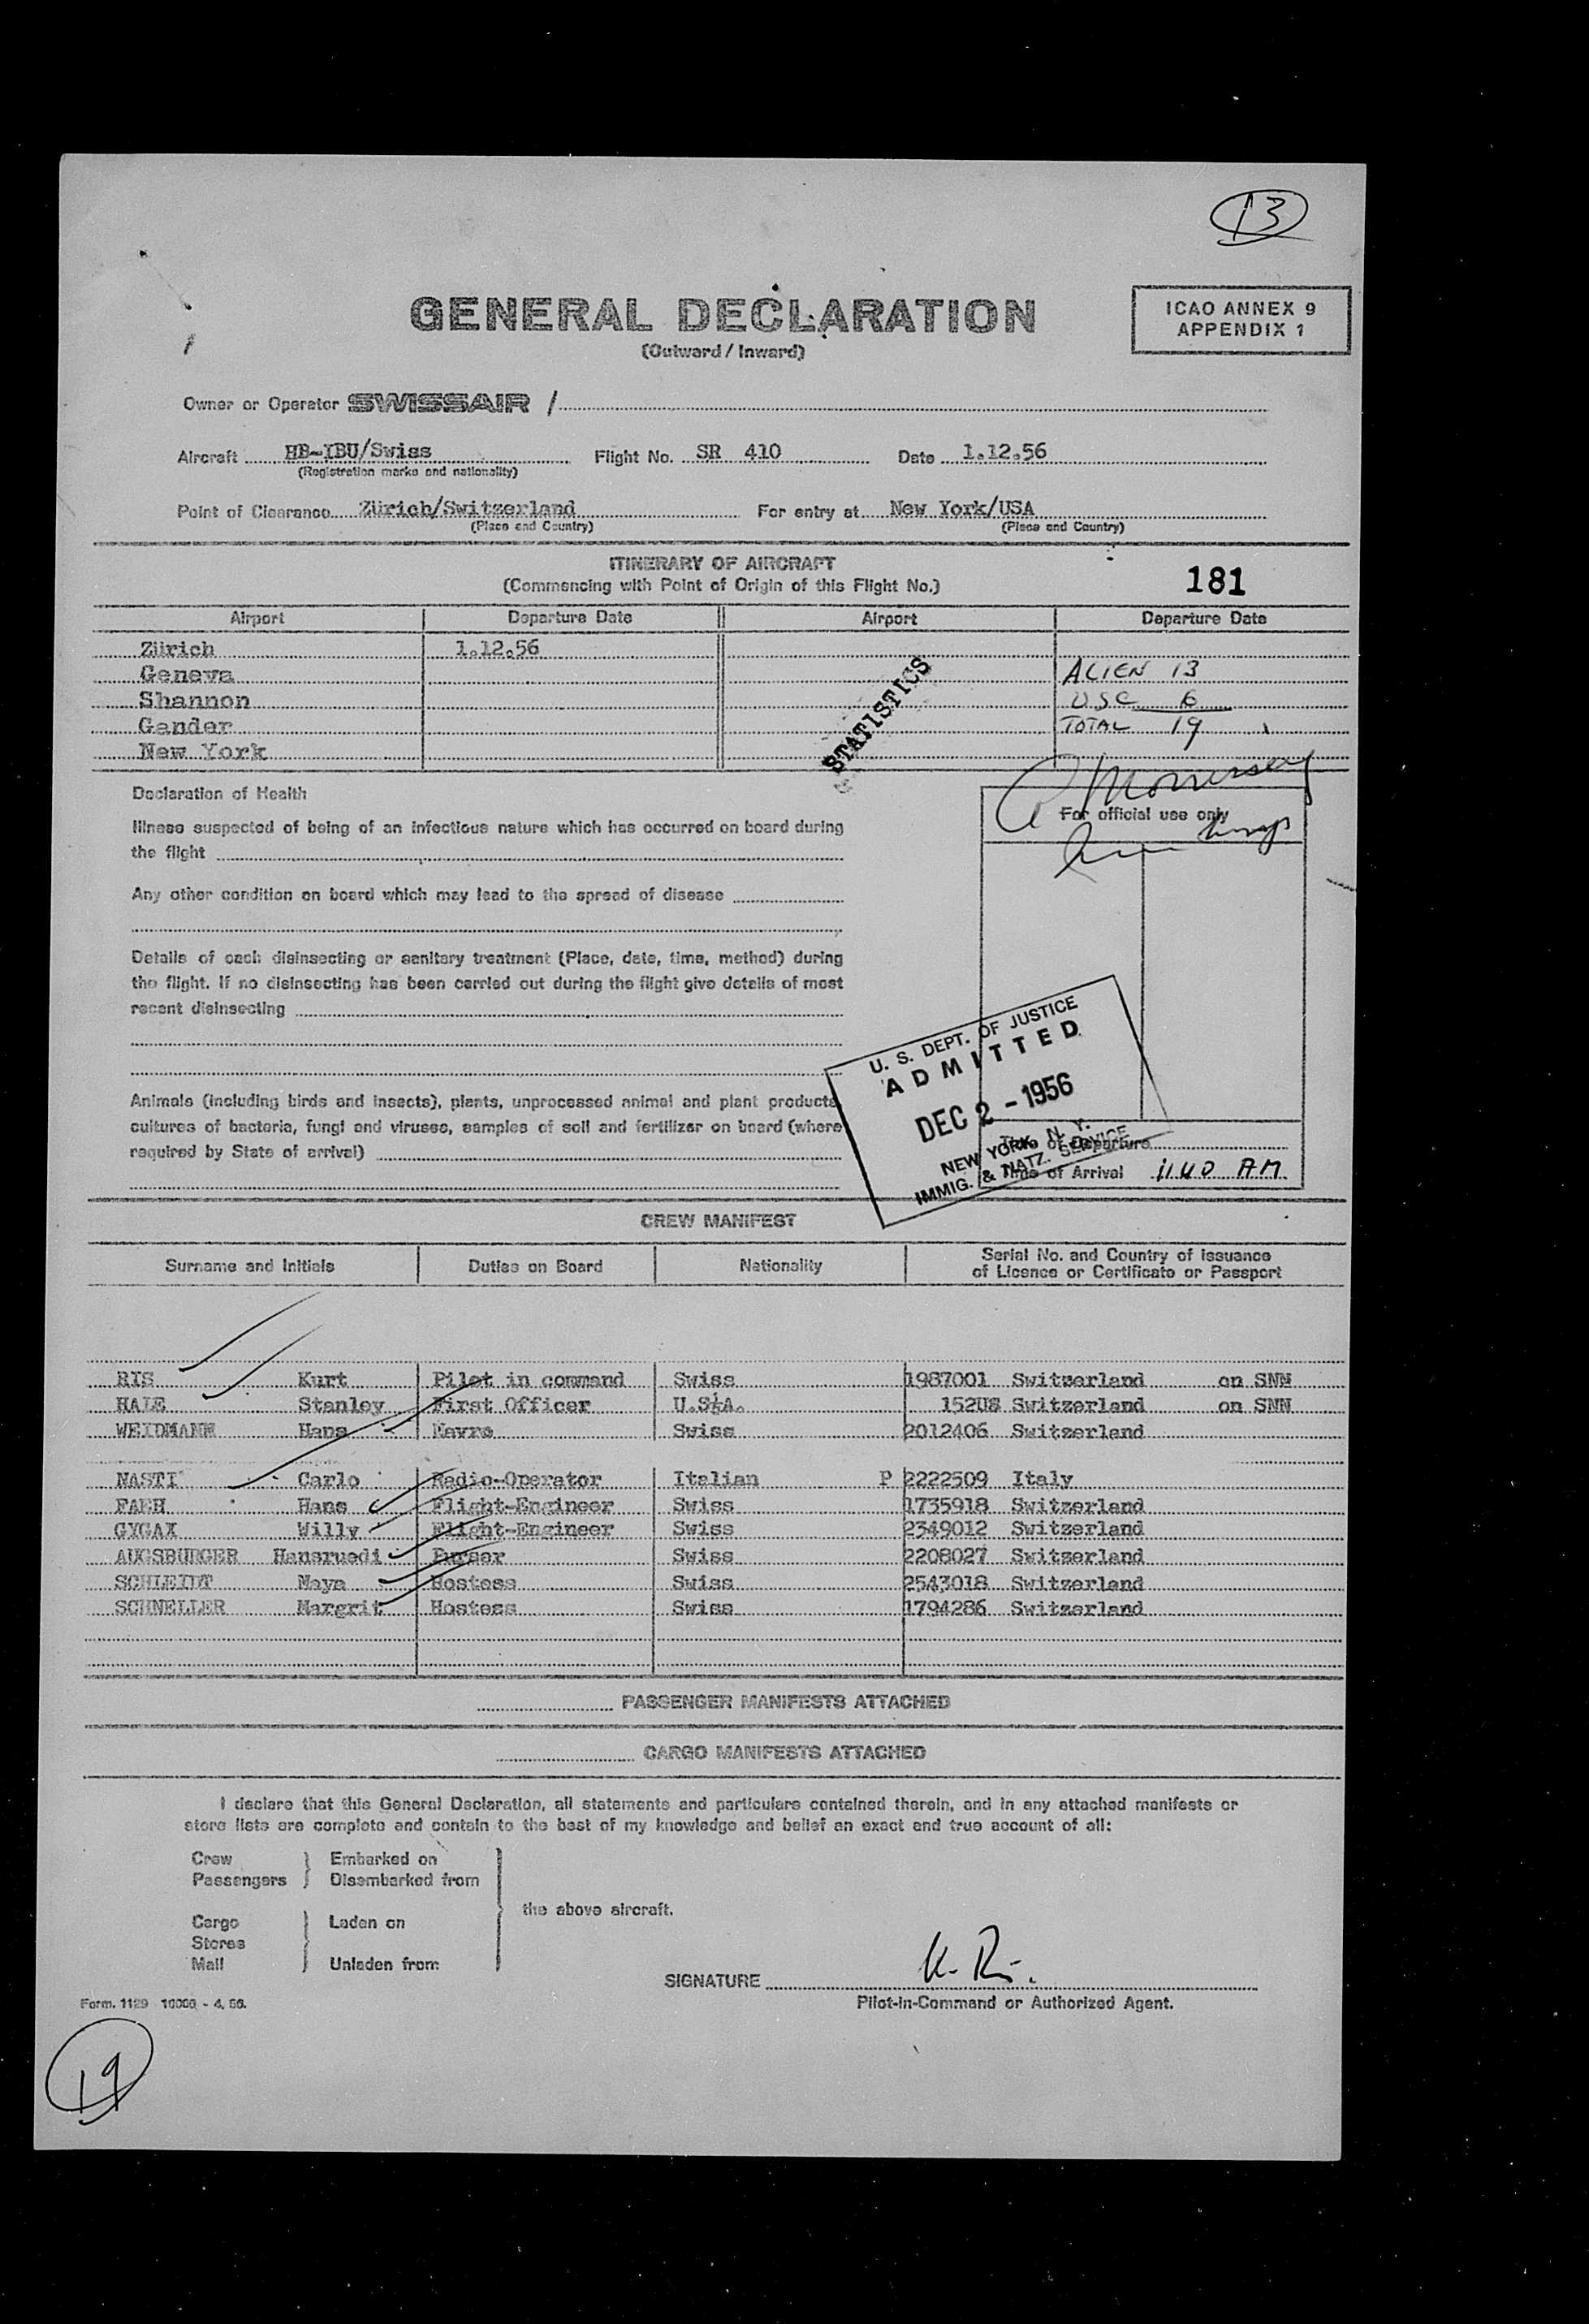 13
GENERAL DECLARATION
(Outward / Inward)
ICAO ANNEX 9
APPENDIX 1
Owner or Operator SWISSAIR /
Aircraft HB-IBU/Swiss Flight No. SR 410 Date 1.12.56
(Registration marks and nationality)
Point of Clearance Zürich/Switzerland For entry at New York/USA
(Place and Country) (Place and Country)
ITINERARY OF AIRCRAFT
(Commencing with Point of Origin of this Flight No.)
181
Airport Departure Date Airport Departure Date
Zürich 1.12.56
Geneva ALIEN 13
Shannon USC 6
Gander TOTAL 19
New York
STATISTICS
Declaration of Health
For official use only
Illness suspected of being of an infectious nature which has occurred on board during
the flight
Any other condition on board which may lead to the spread of disease
Details of each disinsecting or sanitary treatment (Place, date, time, method) during
the flight. If no disinsecting has been carried out during the flight give details of most
recent disinsecting
U. S. DEPT. OF JUSTICE
ADMITTED
DEC 2 - 1956
NEW YORK, N. Y.
IMMIG. & NATZ. SERVICE
Animals (including birds and insects), plants, unprocessed animal and plant products
cultures of bacteria, fungi and viruses, samples of soil and fertilizer on board (where
required by State of arrival)
Time of Departure
Time of Arrival 11.40 AM
CREW MANIFEST
Surname and Initials Duties on Board Nationality Serial No. and Country of issuance
of Licence or Certificate or Passport
RIS Kurt Pilot in command Swiss 1987001 Switzerland on SNN
HALE Stanley First Officer U.S.A. 152US Switzerland on SNN
WEIDMANN Hans Swiss 2012406 Switzerland
NASTI Carlo Radio-Operator Italian P 2222509 Italy
FAEH Hans Flight-Engineer Swiss 1735918 Switzerland
GYGAX Willy Flight-Engineer Swiss 2349012 Switzerland
AUGSBURGER Hansruedi Purser Swiss 2208027 Switzerland
SCHLEIDT Maya Hostess Swiss 2543018 Switzerland
SCHNELLER Margrit Hostess Swiss 1794286 Switzerland
PASSENGER MANIFESTS ATTACHED
CARGO MANIFESTS ATTACHED
I declare that this General Declaration, all statements and particulars contained therein, and in any attached manifests or
store lists are complete and contain to the best of my knowledge and belief an exact and true account of all:
Crew Embarked on
Passengers Disembarked from
the above aircraft.
Cargo Laden on
Stores
Mail Unladen from
SIGNATURE K. Ris.
Pilot-in-Command or Authorized Agent.
Form. 1129 10000 - 4. 56.
19